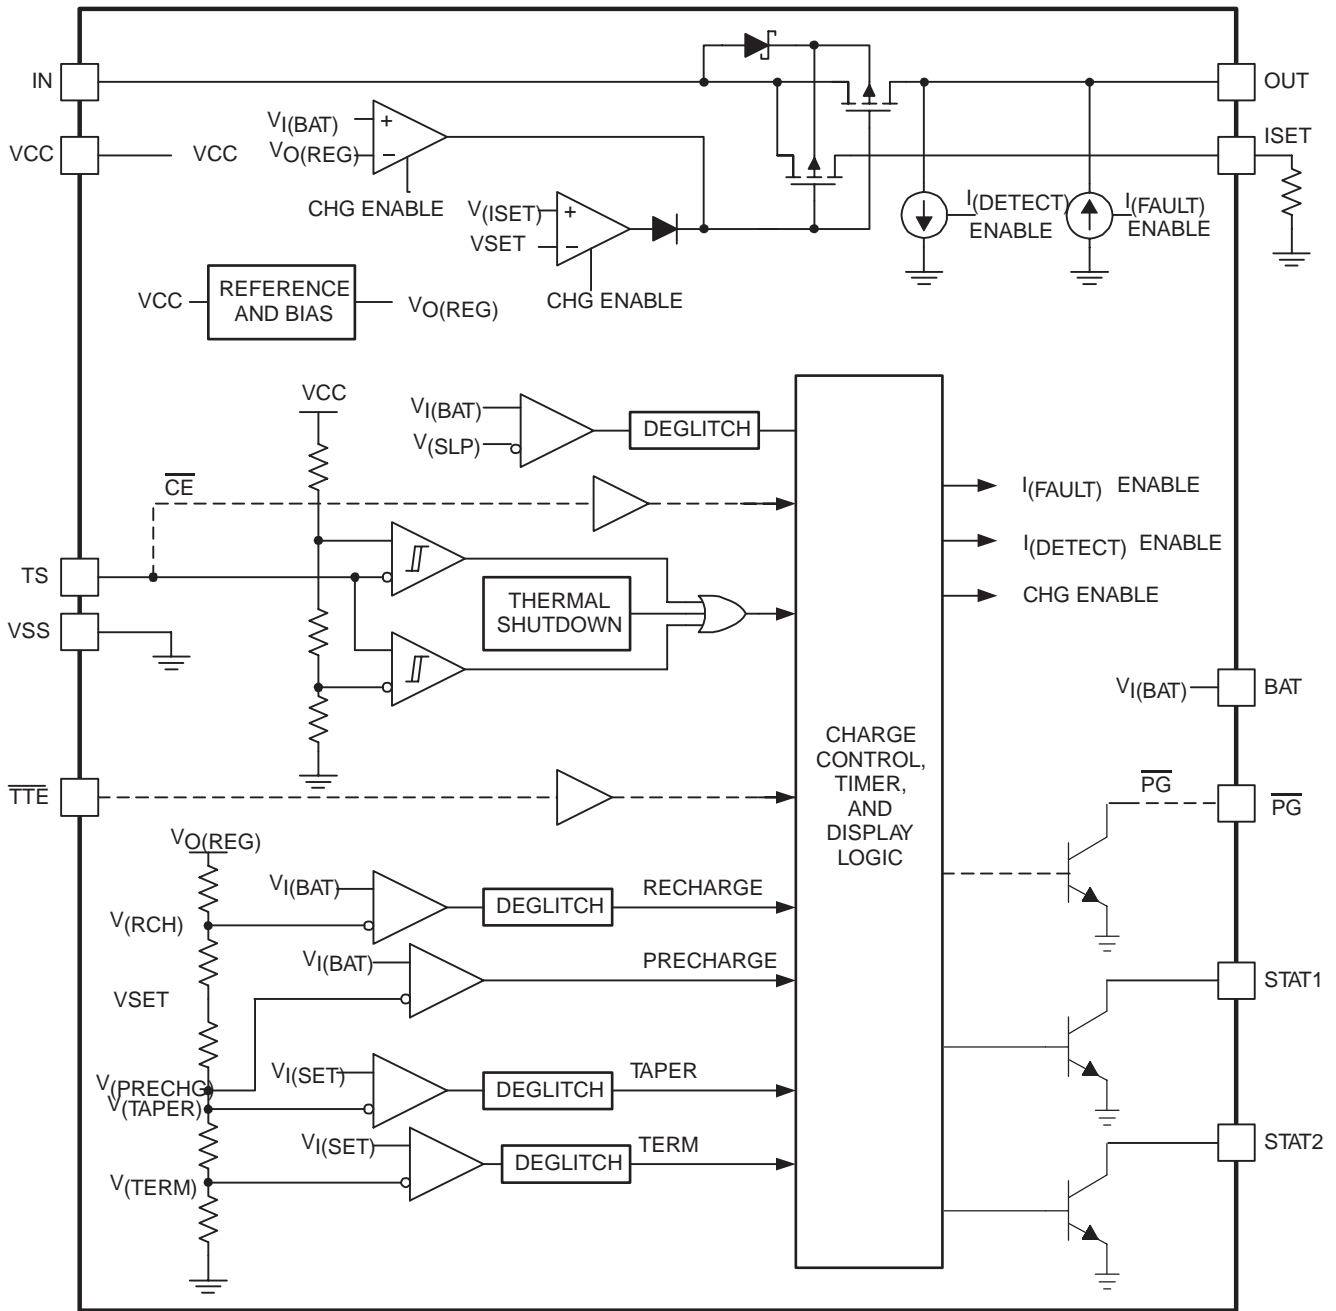 IN
OUT
VI(BAT)
ISET
VCC
VCC
VO(REG)
+
−
CHG ENABLE
V(ISET)
VSET
+
−
I(DETECT)
ENABLE
I(FAULT)
ENABLE
VCC
REFERENCE
AND BIAS
VO(REG)
CHG ENABLE
VCC
VI(BAT)
V(SLP)
DEGLITCH
CE
I(FAULT) ENABLE
I(DETECT) ENABLE
TS
THERMAL
SHUTDOWN
CHG ENABLE
VSS
VI(BAT)
BAT
CHARGE
CONTROL,
TIMER,
AND
DISPLAY
LOGIC
TTE
PG
PG
VO(REG)
VI(BAT)
DEGLITCH
RECHARGE
V(RCH)
VI(BAT)
PRECHARGE
STAT1
VSET
VI(SET)
DEGLITCH
TAPER
V(PRECHG)
V(TAPER)
VI(SET)
DEGLITCH
TERM
STAT2
V(TERM)